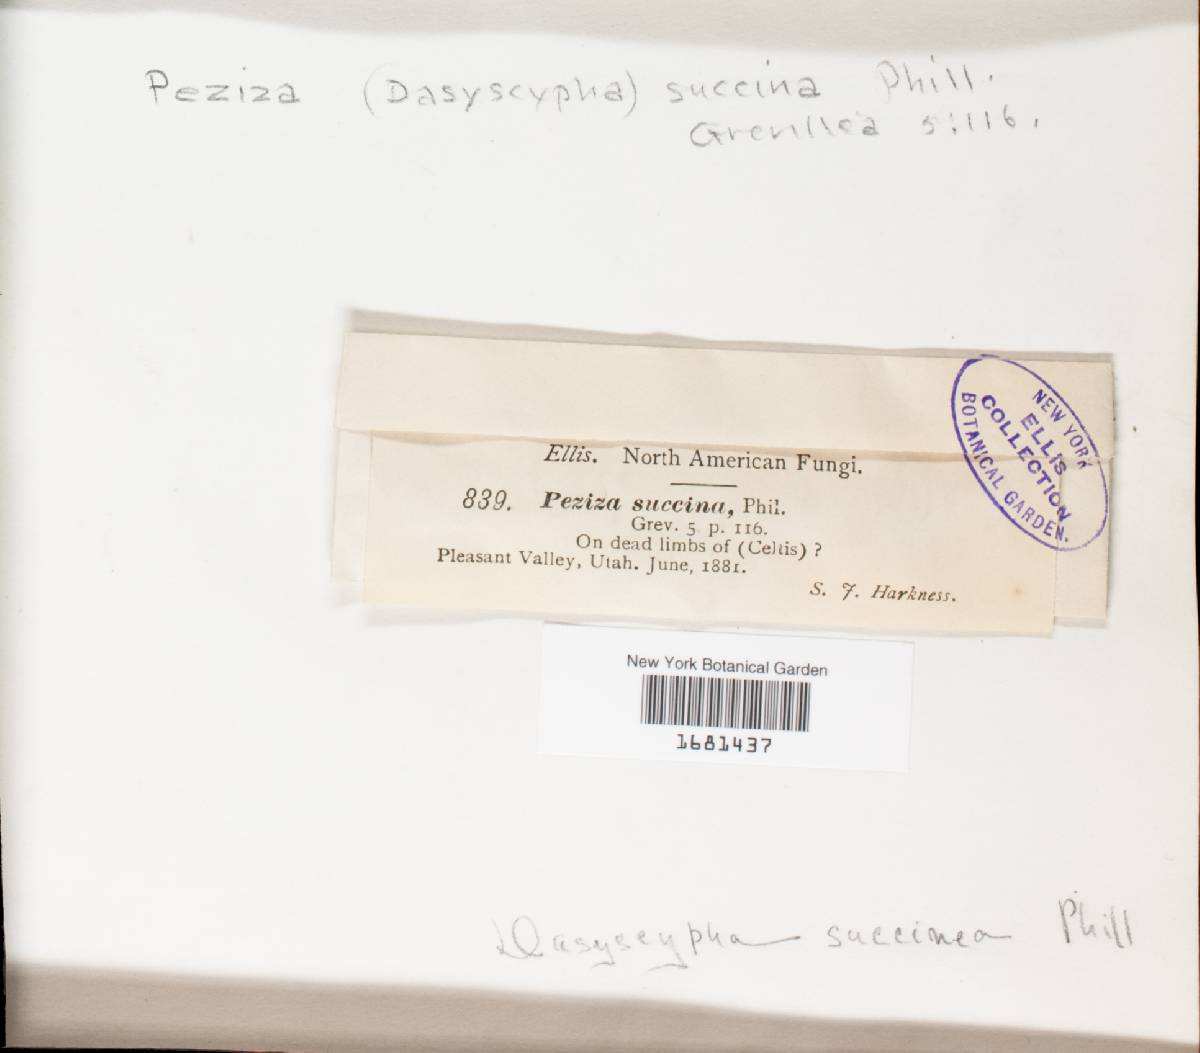 Peziza (Dasyscypha) succina Phill.
Grevillea 5:116.
Ellis. North American Fungi.
839. Peziza succina, Phil.
Grev. 5 p. 116.
On dead limbs of (Celtis) ?
Pleasant Valley, Utah. June, 1881.
S. J. Harkness.
NEW YORK
ELLIS
COLLECTION
BOTANICAL GARDEN.
New York Botanical Garden
1681437
Dasyscypha succinea Phill